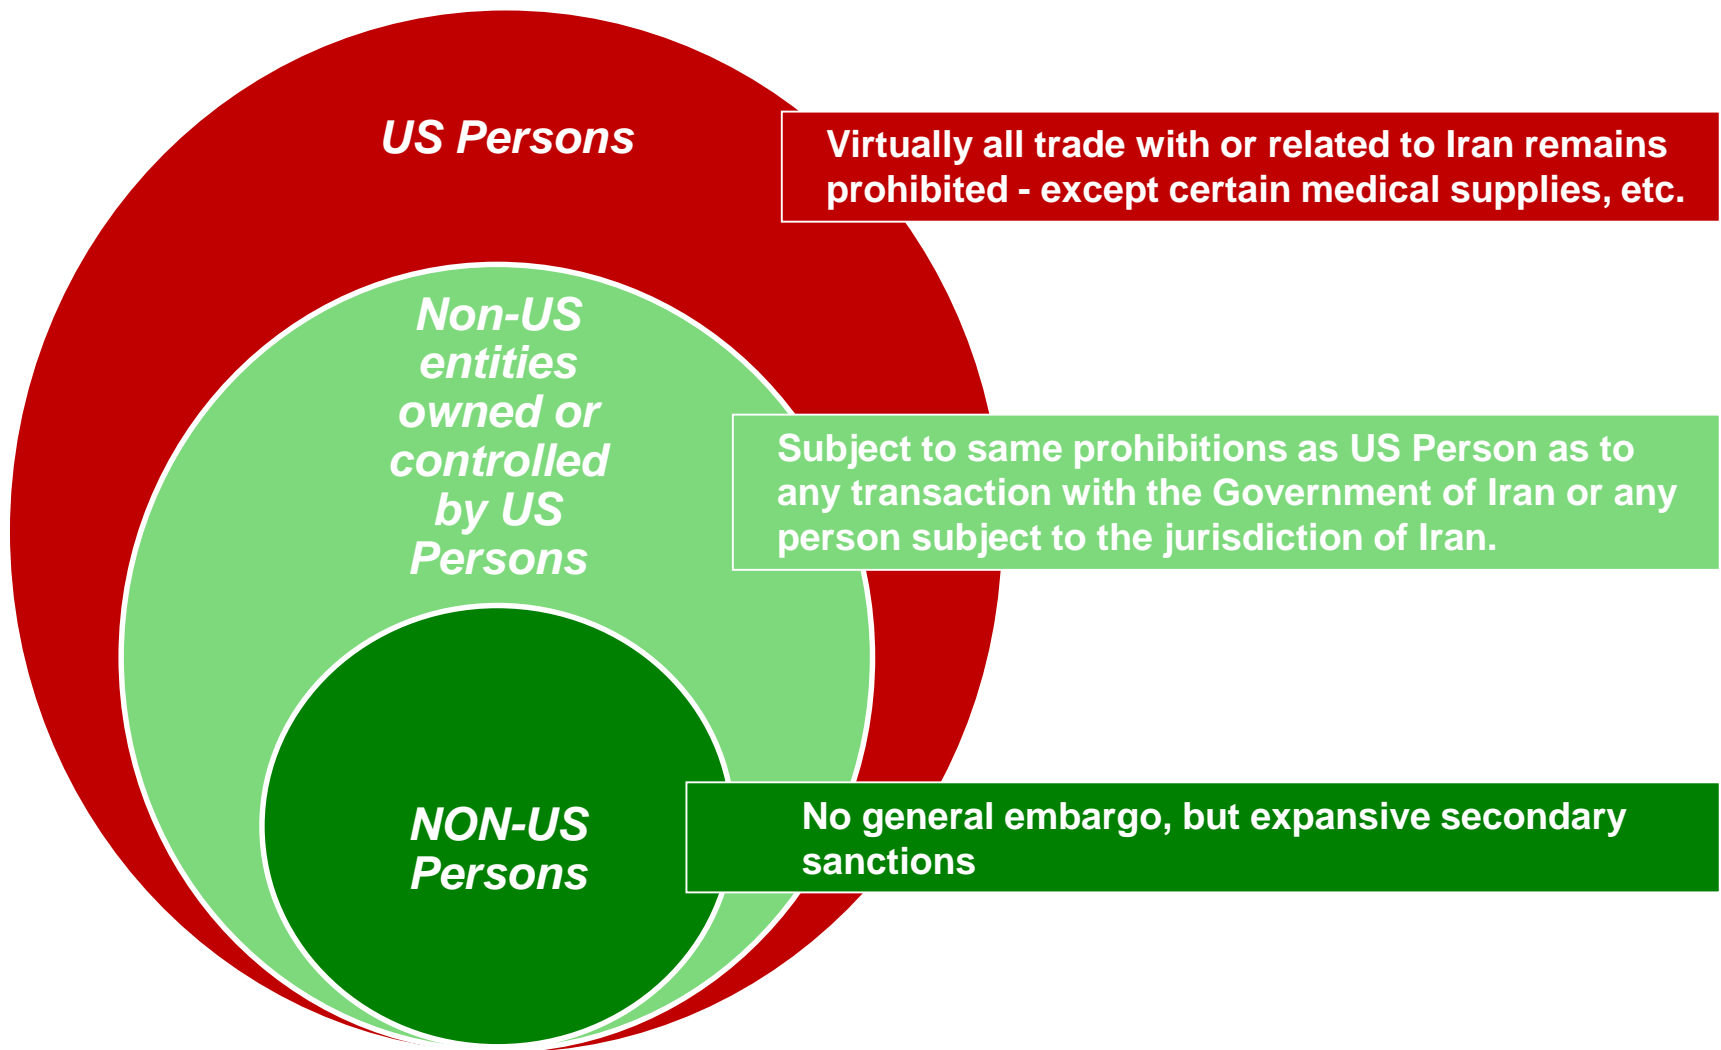 US Persons
Virtually all trade with or related to Iran remains
prohibited - except certain medical supplies, etc.
Non-US
entities
owned or
controlled
by US
Persons
Subject to same prohibitions as US Person as to
any transaction with the Government of Iran or any
person subject to the jurisdiction of Iran.
NON-US
Persons
No general embargo, but expansive secondary
sanctions